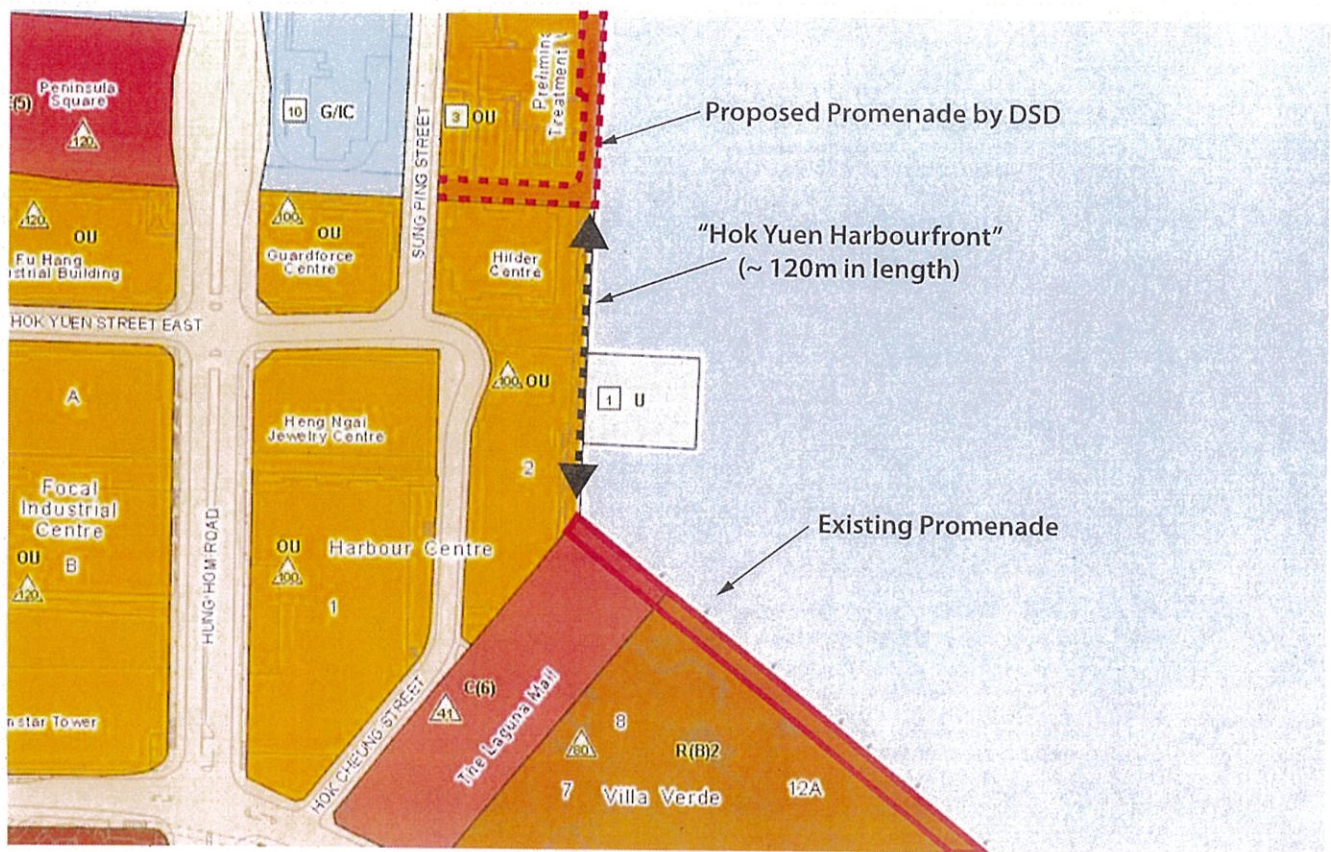 Peninsula
Square
(5)
120
10 G/IC
SUNG PING STREET
3 OU
Treatment
Proposed Promenade by DSD
120
OU
Fu Hang
Industrial Building
100
OU
Guardforce
Centre
Hilder
Centre
"Hok Yuen Harbourfront"
(~ 120m in length)
HOK YUEN STREET EAST
100 OU
1 U
A
Heng Ngai
Jewelry Centre
2
Focal
Industrial
Centre
OU
B
120
HUNG HOM ROAD
OU
100
Harbour Centre
1
Existing Promenade
HOK CHEUNG STREET
C(6)
41
The Laguna Mall
nstar Tower
8
80
R(B)2
7 Villa Verde
12A